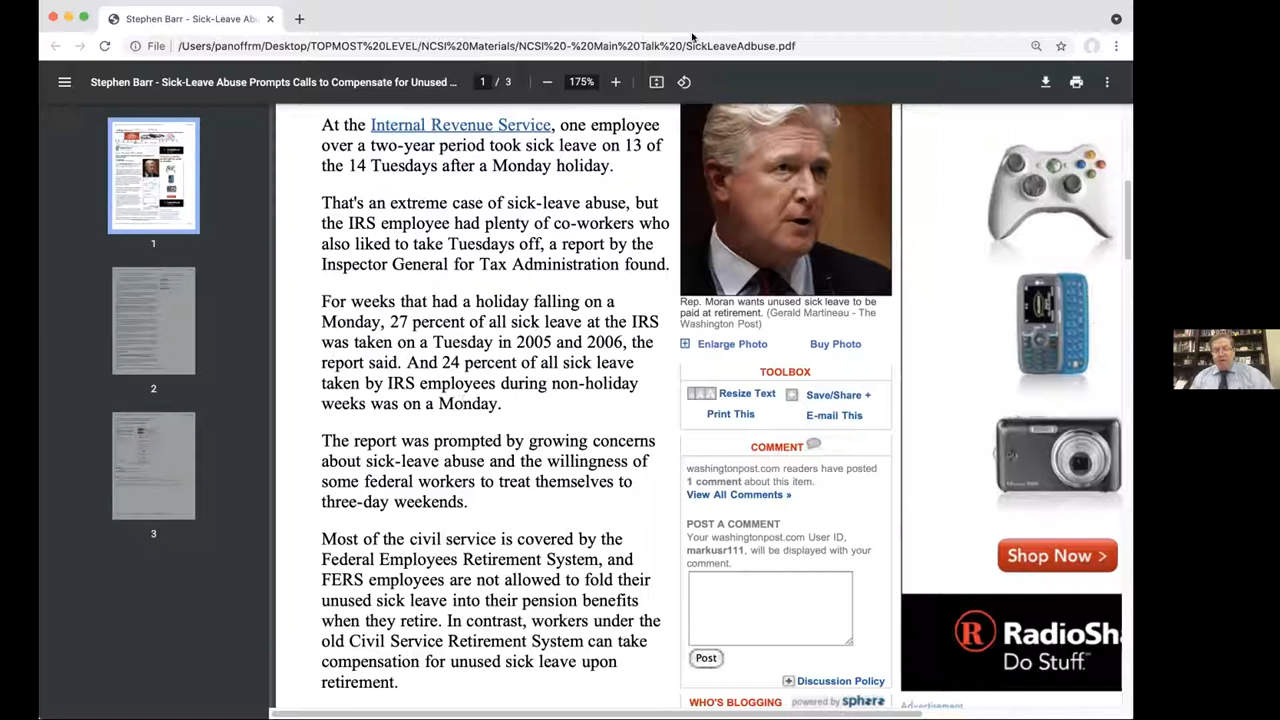 Stephen Barr - Sick-Leave Abu
File
/Users/panoffrm/Desktop/TOPMOST%20LEVEL/NCSI%20Materials/NCSI%20-%20Main%20Talk%20/SickLeaveAdbuse.pdf
Stephen Barr - Sick-Leave Abuse Prompts Calls to Compensate for Unused ...
1 / 3
175%
1
2
3
At the Internal Revenue Service, one employee
over a two-year period took sick leave on 13 of
the 14 Tuesdays after a Monday holiday.
That's an extreme case of sick-leave abuse, but
the IRS employee had plenty of co-workers who
also liked to take Tuesdays off, a report by the
Inspector General for Tax Administration found.
For weeks that had a holiday falling on a
Monday, 27 percent of all sick leave at the IRS
was taken on a Tuesday in 2005 and 2006, the
report said. And 24 percent of all sick leave
taken by IRS employees during non-holiday
weeks was on a Monday.
The report was prompted by growing concerns
about sick-leave abuse and the willingness of
some federal workers to treat themselves to
three-day weekends.
Most of the civil service is covered by the
Federal Employees Retirement System, and
FERS employees are not allowed to fold their
unused sick leave into their pension benefits
when they retire. In contrast, workers under the
old Civil Service Retirement System can take
compensation for unused sick leave upon
retirement.
Rep. Moran wants unused sick leave to be
paid at retirement. (Gerald Martineau - The
Washington Post)
Enlarge Photo
Buy Photo
TOOLBOX
AAA Resize Text
Save/Share +
Print This
E-mail This
COMMENT
washingtonpost.com readers have posted
1 comment about this item.
View All Comments »
POST A COMMENT
Your washingtonpost.com User ID,
markusr111, will be displayed with your
comment.
Post
Discussion Policy
WHO'S BLOGGING powered by sphere
Shop Now >
R RadioSha
Do Stuff.
Advertisement